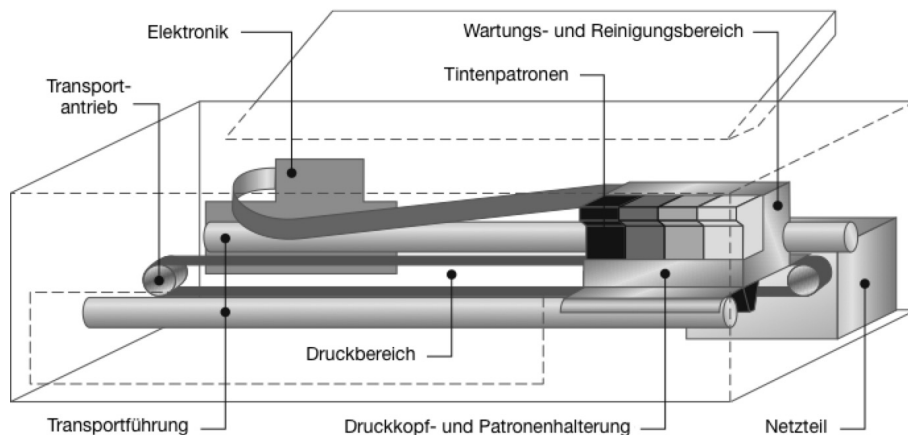 Elektronik
Wartungs- und Reinigungsbereich
Tintenpatronen
Transport-
antrieb
Druckbereich
Transportführung
Druckkopf- und Patronenhalterung
Netzteil